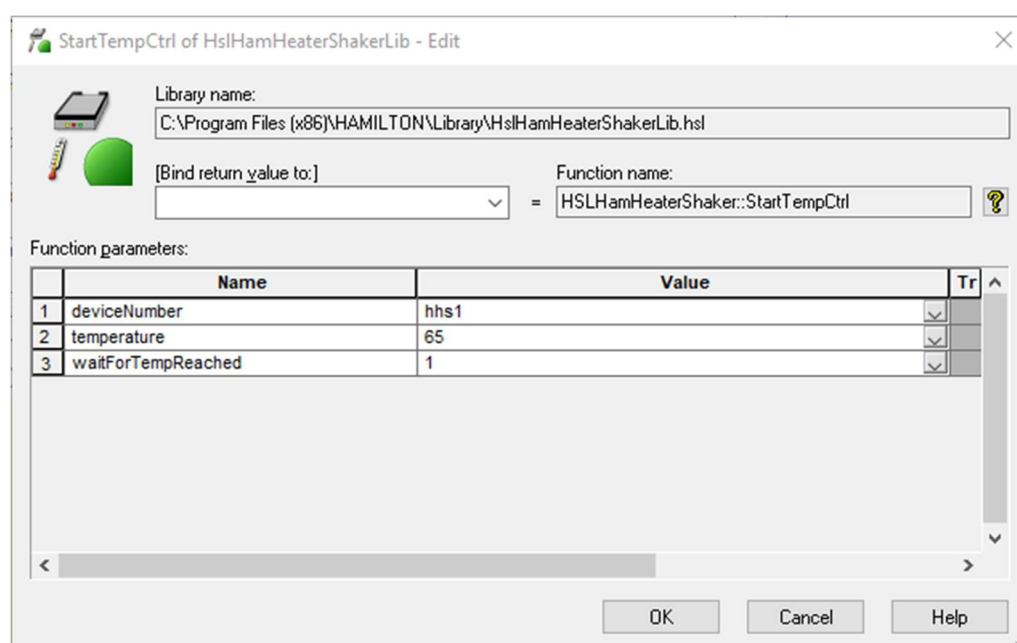 StartTempCtrl of HslHamHeaterShakerLib - Edit
Library name:
C:\Program Files (x86)\HAMILTON\Library\HslHamHeaterShakerLib.hsl
[Bind return value to:]
Function name:
= HSLHamHeaterShaker::StartTempCtrl
Function parameters:
Name Value Tr
1 deviceNumber hhs1
2 temperature 65
3 waitForTempReached 1
OK Cancel Help